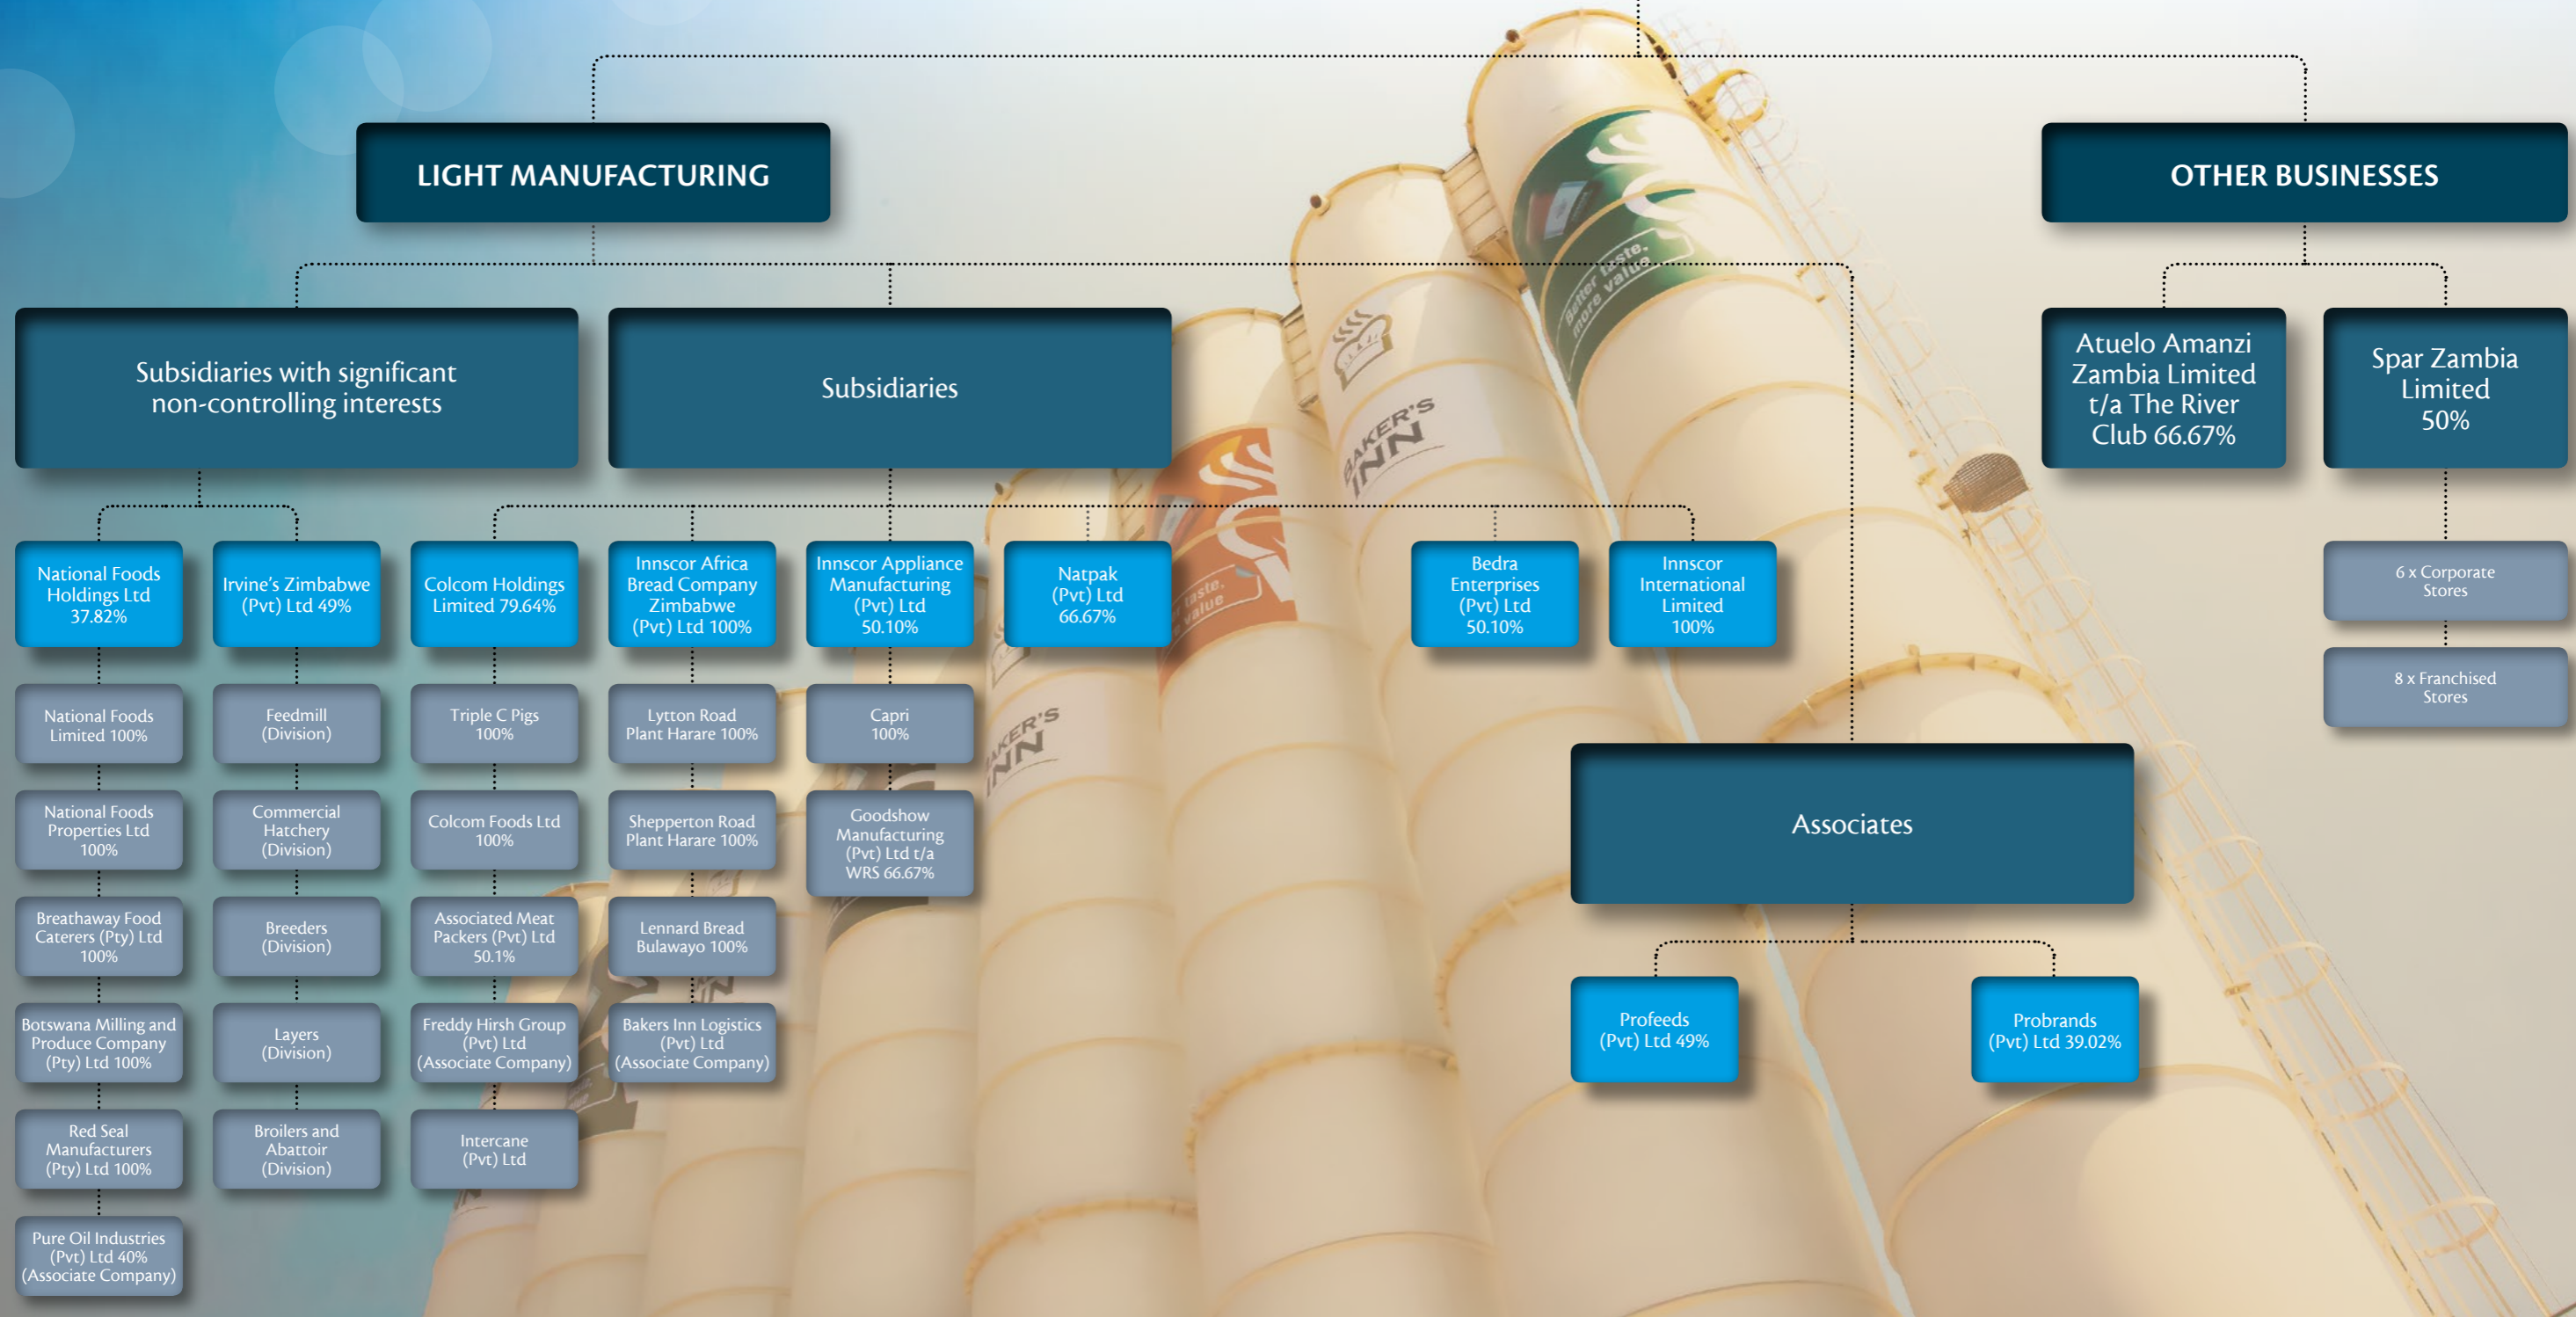 LIGHT MANUFACTURING
OTHER BUSINESSES
Subsidiaries with significant
non-controlling interests
Subsidiaries
Atuelo Amanzi
Zambia Limited
t/a The River
Club 66.67%
Spar Zambia
Limited
50%
National Foods
Holdings Ltd
37.82%
Irvine's Zimbabwe
(Pvt) Ltd 49%
Colcom Holdings
Limited 79.64%
Innscor Africa
Bread Company
Zimbabwe
(Pvt) Ltd 100%
Innscor Appliance
Manufacturing
(Pvt) Ltd
50.10%
Natpak
(Pvt) Ltd
66.67%
Bedra
Enterprises
(Pvt) Ltd
50.10%
Innscor
International
Limited
100%
6 x Corporate
Stores
8 x Franchised
Stores
National Foods
Limited 100%
Feedmill
(Division)
Triple C Pigs
100%
Lytton Road
Plant Harare 100%
Capri
100%
National Foods
Properties Ltd
100%
Commercial
Hatchery
(Division)
Colcom Foods Ltd
100%
Shepperton Road
Plant Harare 100%
Goodshow
Manufacturing
(Pvt) Ltd t/a
WRS 66.67%
Associates
Breathaway Food
Caterers (Pty) Ltd
100%
Breeders
(Division)
Associated Meat
Packers (Pvt) Ltd
50.1%
Lennard Bread
Bulawayo 100%
Botswana Milling and
Produce Company
(Pty) Ltd 100%
Layers
(Division)
Freddy Hirsh Group
(Pvt) Ltd
(Associate Company)
Bakers Inn Logistics
(Pvt) Ltd
(Associate Company)
Profeeds
(Pvt) Ltd 49%
Probrands
(Pvt) Ltd 39.02%
Red Seal
Manufacturers
(Pty) Ltd 100%
Broilers and
Abattoir
(Division)
Intercane
(Pvt) Ltd
Pure Oil Industries
(Pvt) Ltd 40%
(Associate Company)
Better taste,
more value
BAKER'S
INN
taste,
value
BAKER'S
INN